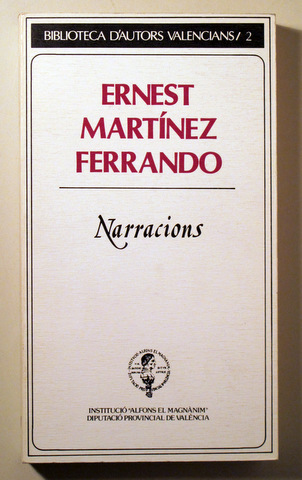 BIBLIOTECA D'AUTORS VALENCIANS/ 2
ERNEST
MARTÍNEZ
FERRANDO
Narracions
INSTITUCIÓ "ALFONS EL MAGNÀNIM"
DIPUTACIÓ PROVINCIAL DE VALÈNCIA